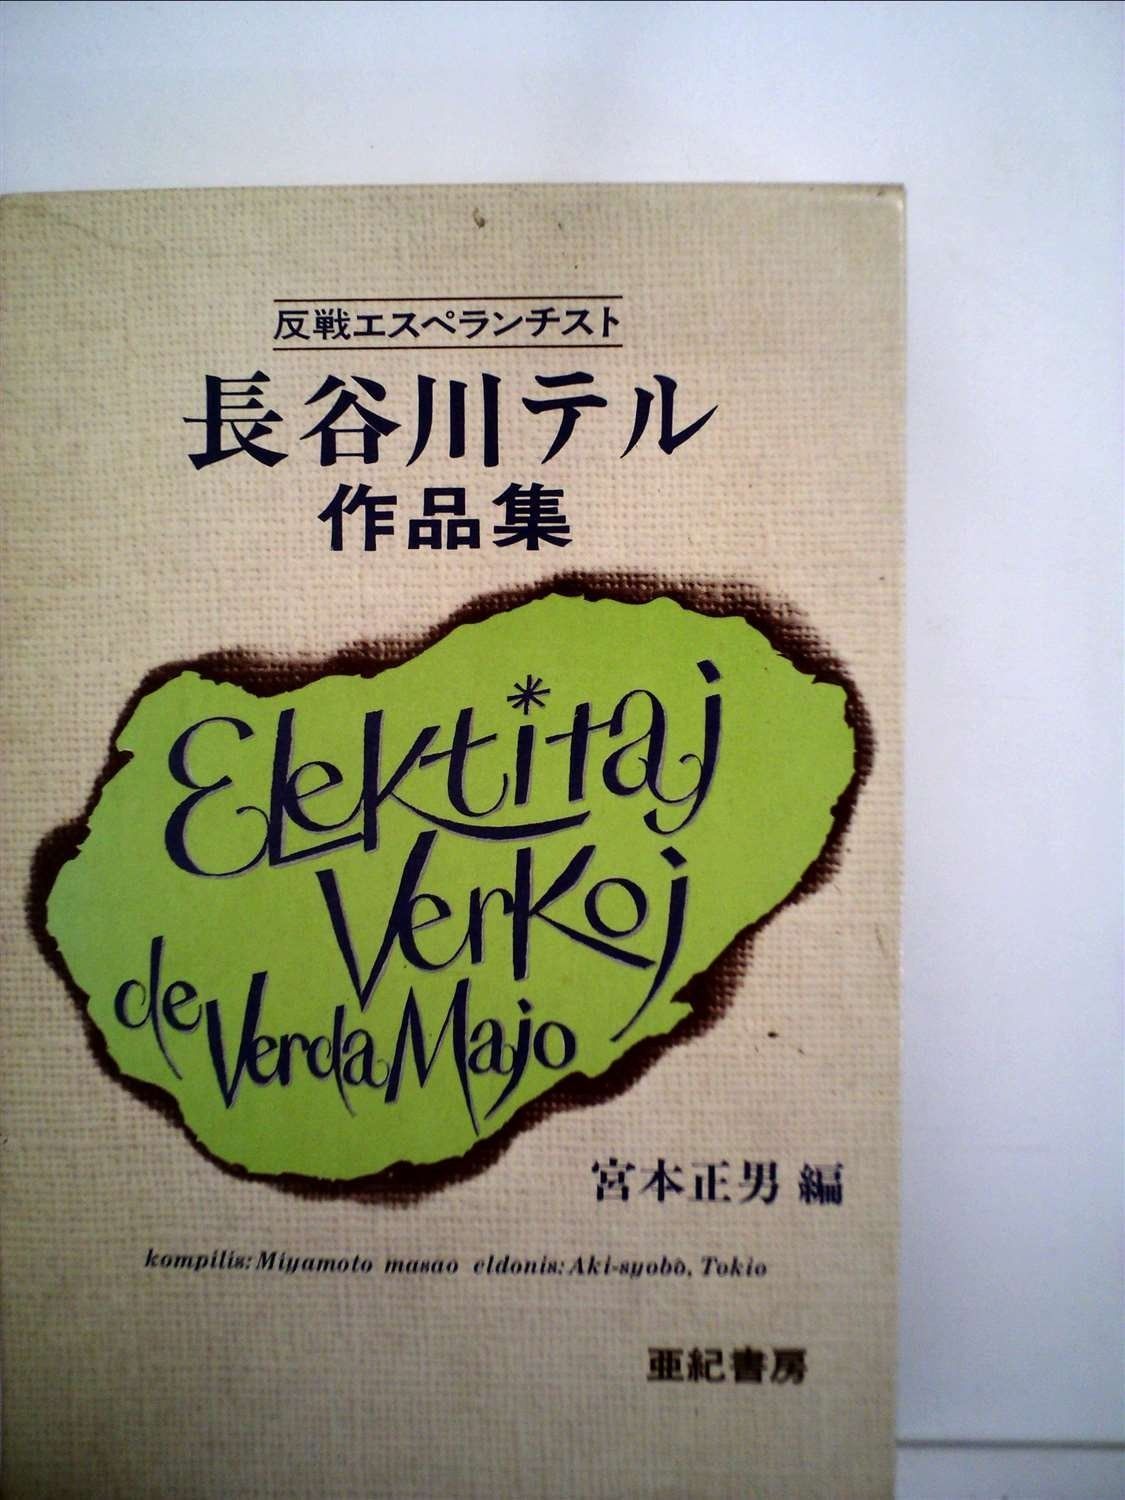 反戦エスペランチスト
長谷川テル
作品集
Elektitaj
Verkoj
de Verda Majo
宮本正男 編
kompilis: Miyamoto masao eldonis: Aki-syobô, Tokio
亜紀書房